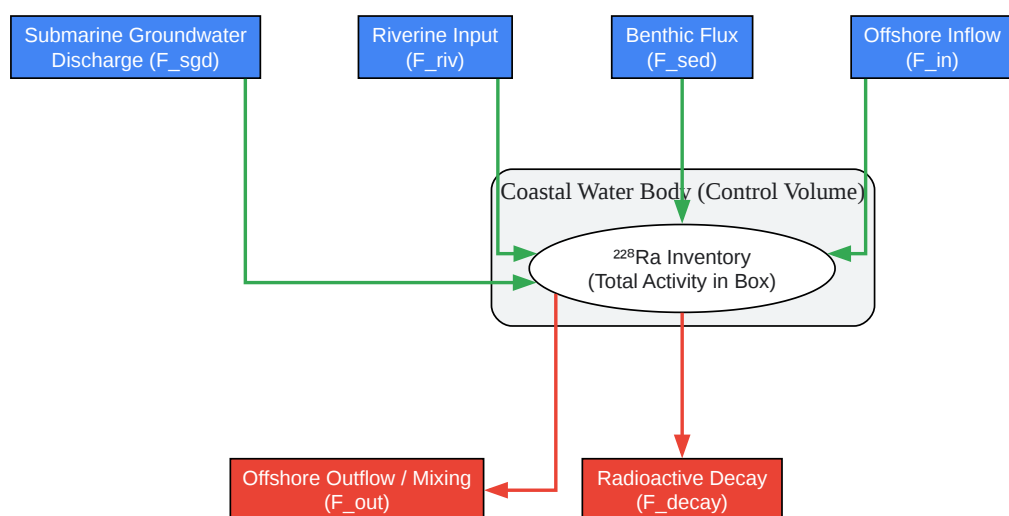 Submarine Groundwater
Discharge (F_sgd)
Riverine Input
(F_riv)
Benthic Flux
(F_sed)
Offshore Inflow
(F_in)
Coastal Water Body (Control Volume)
²²⁸Ra Inventory
(Total Activity in Box)
Offshore Outflow / Mixing
(F_out)
Radioactive Decay
(F_decay)